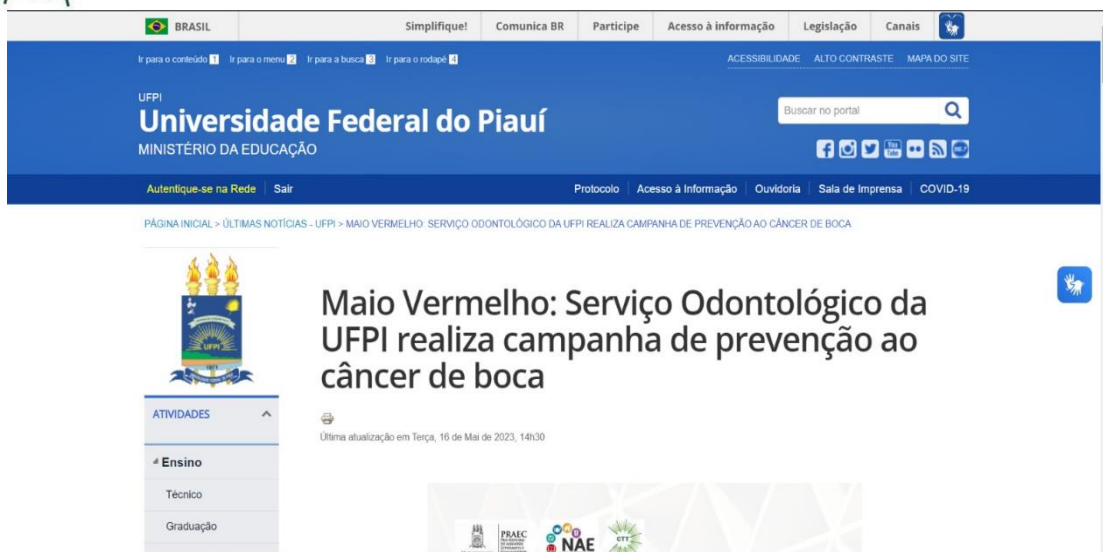 BRASIL Simplifique! Comunica BR Participe Acesso à informação Legislação Canais
Ir para o conteúdo 1 Ir para o menu 2 Ir para a busca 3 Ir para o rodapé 4 ACESSIBILIDADE ALTO CONTRASTE MAPA DO SITE
UFPI
Universidade Federal do Piauí
MINISTÉRIO DA EDUCAÇÃO
Buscar no portal
You Tube
Autentique-se na Rede Sair Protocolo Acesso à Informação Ouvidoria Sala de Imprensa COVID-19
PÁGINA INICIAL > ÚLTIMAS NOTÍCIAS - UFPI > MAIO VERMELHO: SERVIÇO ODONTOLÓGICO DA UFPI REALIZA CAMPANHA DE PREVENÇÃO AO CÂNCER DE BOCA
UFPI
Maio Vermelho: Serviço Odontológico da
UFPI realiza campanha de prevenção ao
câncer de boca
Última atualização em Terça, 16 de Mai de 2023, 14h30
ATIVIDADES
Ensino
Técnico
Graduação
PRAEC
NAE
CTT